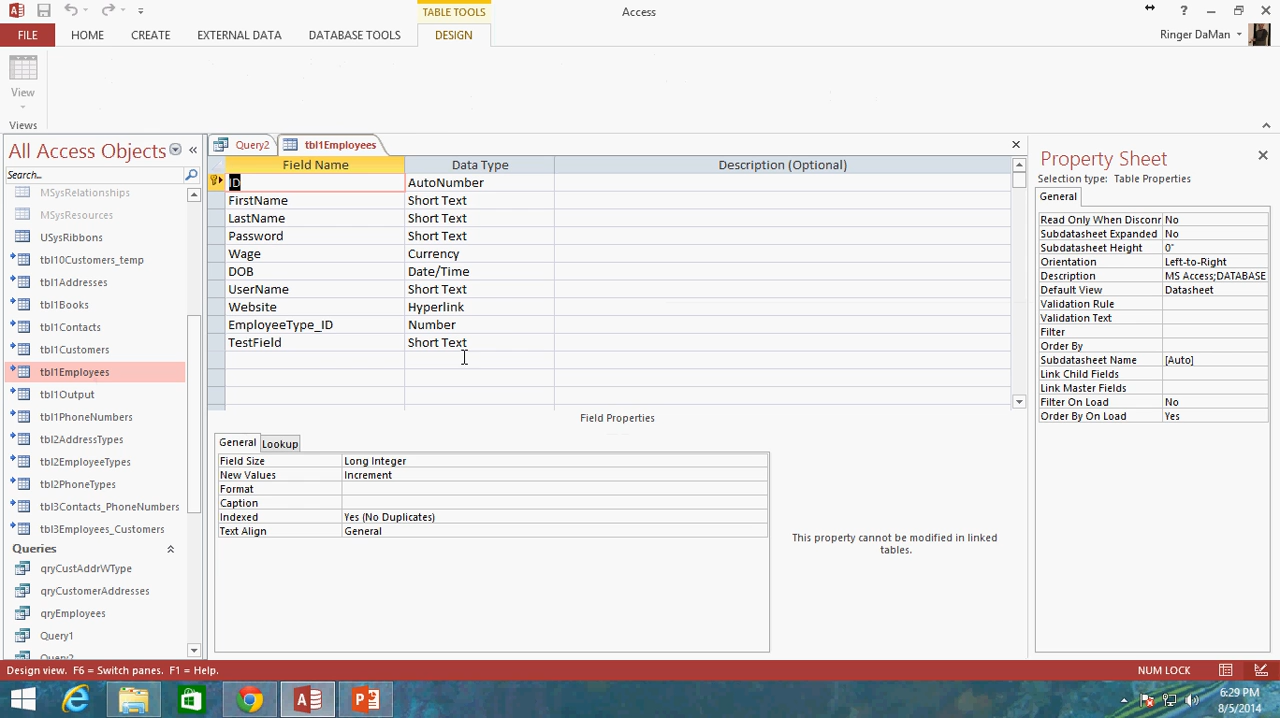 TABLE TOOLS
Access
?
FILE
HOME
CREATE
EXTERNAL DATA
DATABASE TOOLS
DESIGN
Ringer DaMan
View
Views
All Access Objects
Search...
MSysRelationships
MSysResources
USysRibbons
tbl10Customers_temp
tbl1Addresses
tbl1Books
tbl1Contacts
tbl1Customers
tbl1Employees
tbl1Output
tbl1PhoneNumbers
tbl2AddressTypes
tbl2EmployeeTypes
tbl2PhoneTypes
tbl3Contacts_PhoneNumbers
tbl3Employees_Customers
Queries
qryCustAddrWType
qryCustomerAddresses
qryEmployees
Query1
Query2
Query2
tbl1Employees
Field Name Data Type Description (Optional)
ID AutoNumber
FirstName Short Text
LastName Short Text
Password Short Text
Wage Currency
DOB Date/Time
UserName Short Text
Website Hyperlink
EmployeeType_ID Number
TestField Short Text
Field Properties
General Lookup
Field Size Long Integer
New Values Increment
Format
Caption
Indexed Yes (No Duplicates)
Text Align General
This property cannot be modified in linked
tables.
Property Sheet
Selection type: Table Properties
General
Read Only When Disconr No
Subdatasheet Expanded No
Subdatasheet Height 0"
Orientation Left-to-Right
Description MS Access;DATABASE
Default View Datasheet
Validation Rule
Validation Text
Filter
Order By
Subdatasheet Name [Auto]
Link Child Fields
Link Master Fields
Filter On Load No
Order By On Load Yes
Design view. F6 = Switch panes. F1 = Help.
NUM LOCK
6:29 PM
8/5/2014